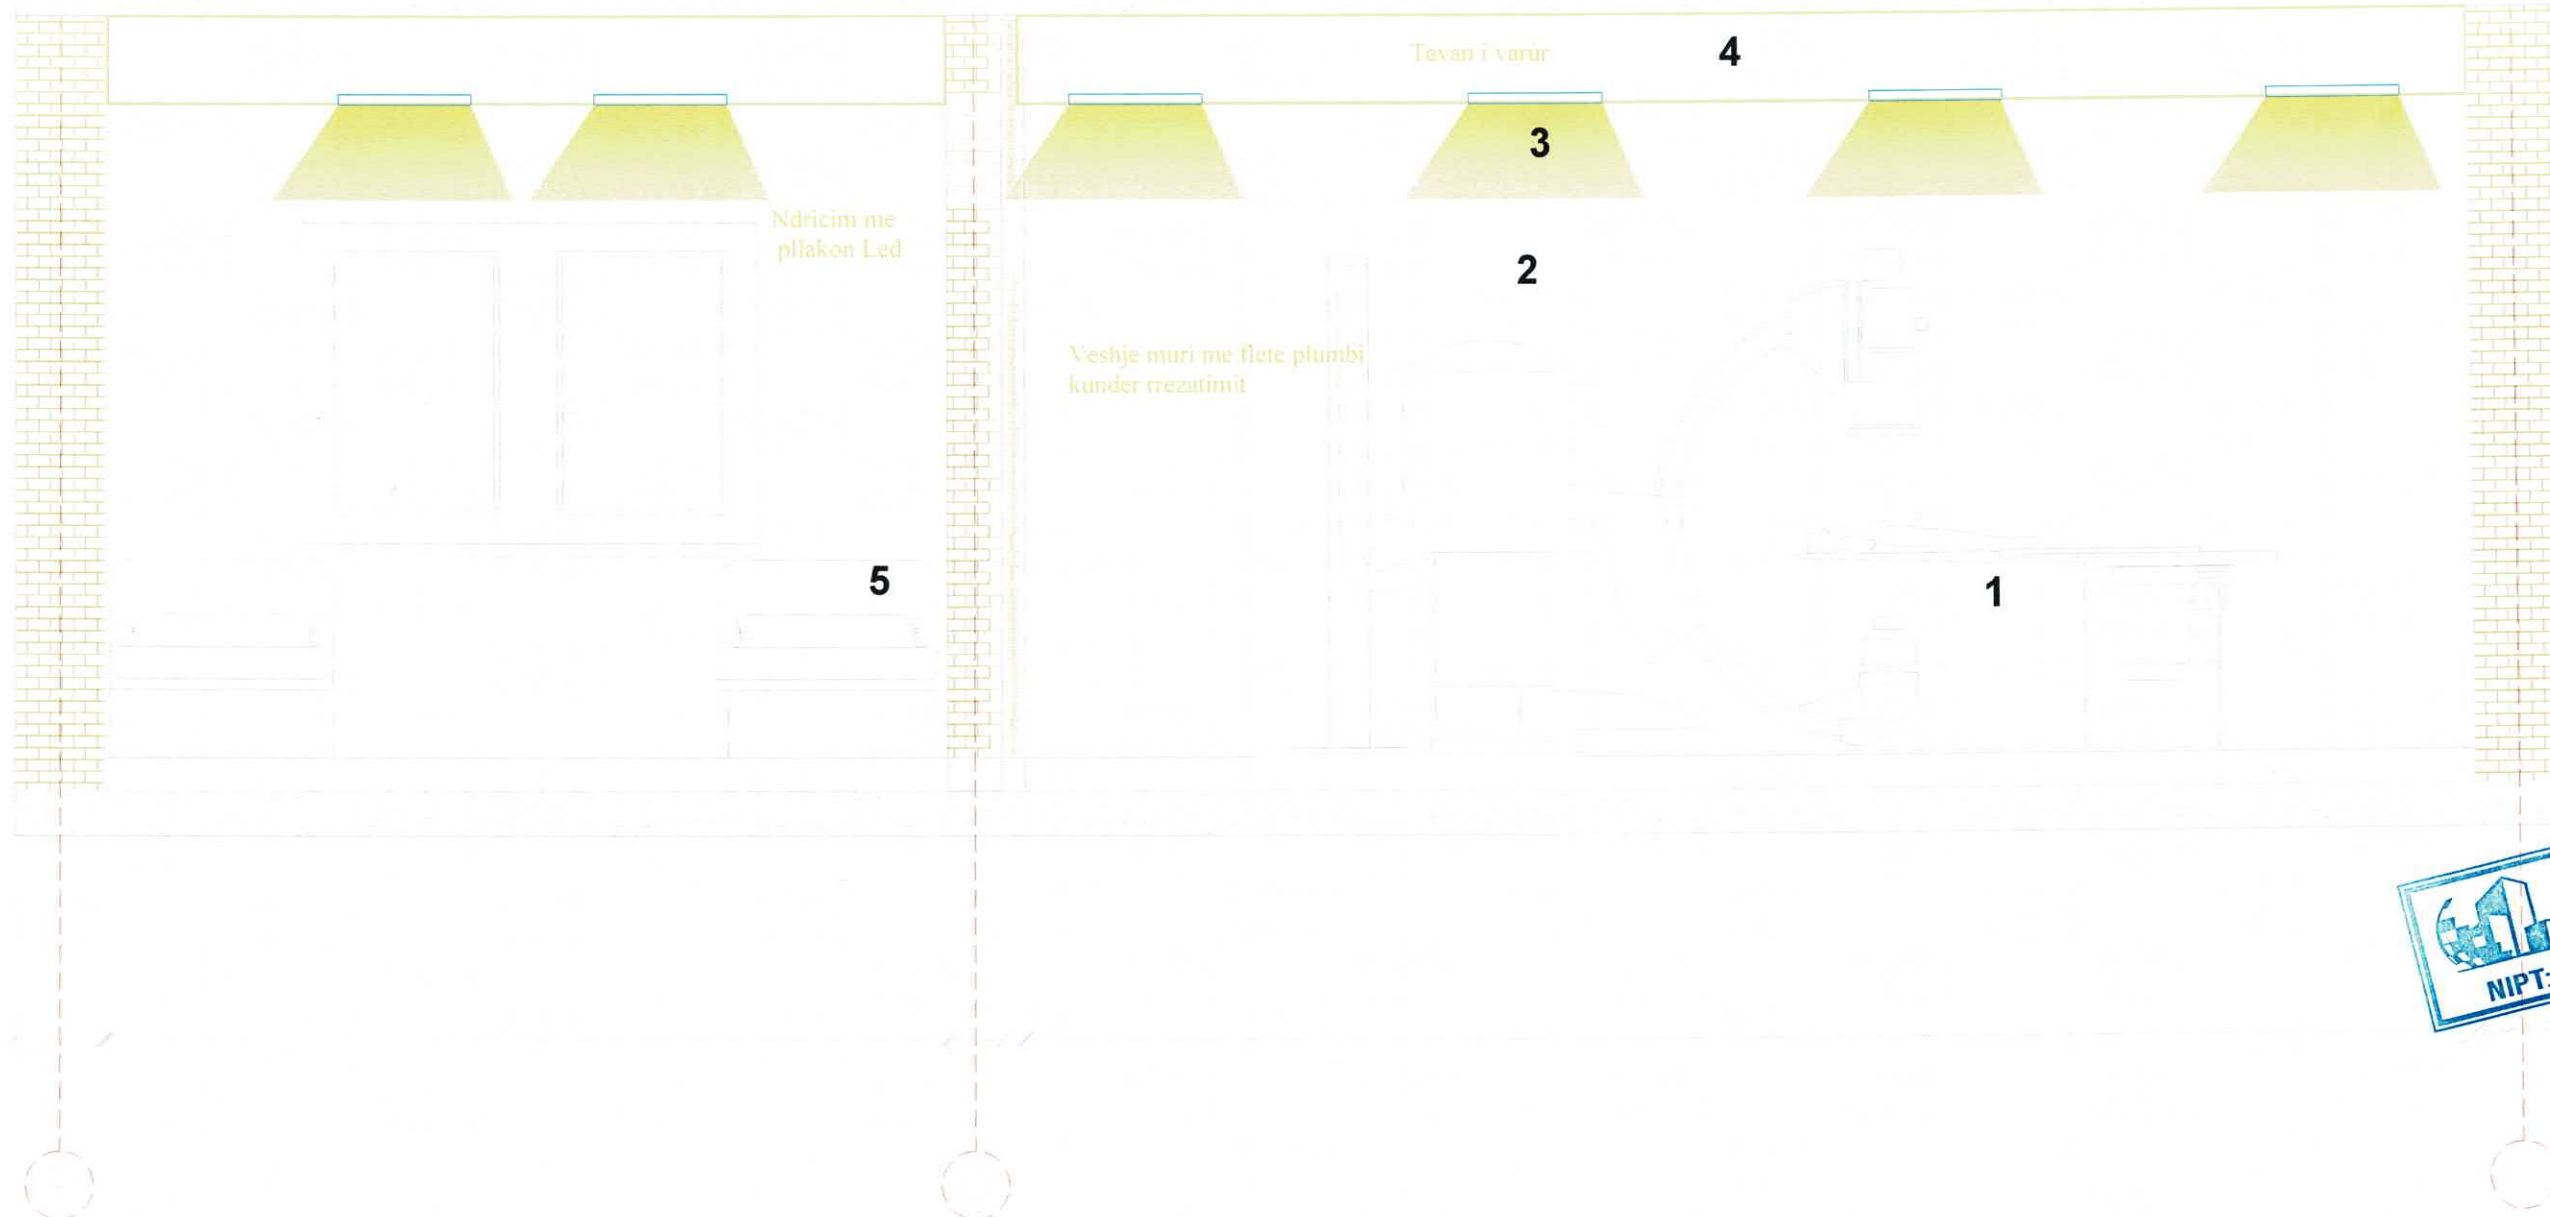 Tavan i varur
4
3
Ndricim me
pllakon Led
2
Veshje muri me flete plumbi
kunder rrezatimit
5
1
NIPT: